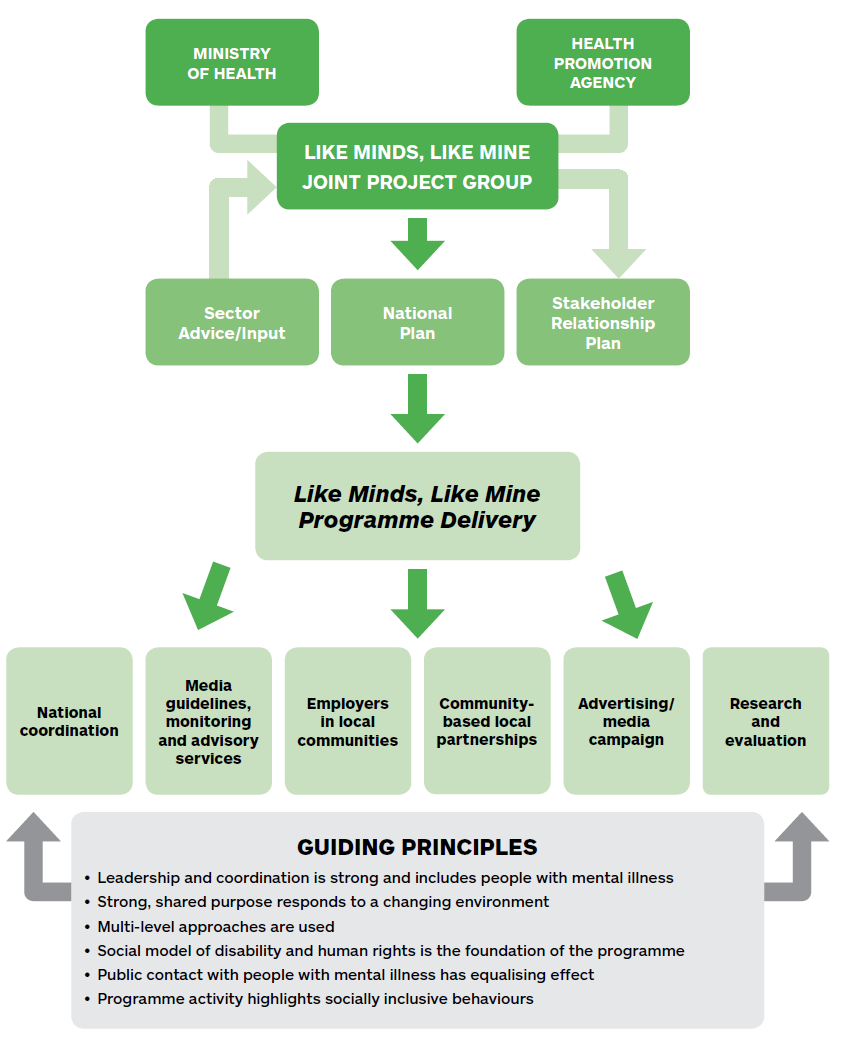 MINISTRY
OF HEALTH
HEALTH
PROMOTION
AGENCY
LIKE MINDS, LIKE MINE
JOINT PROJECT GROUP
Sector
Advice/Input
National
Plan
Stakeholder
Relationship
Plan
Like Minds, Like Mine
Programme Delivery
National
coordination
Media
guidelines,
monitoring
and advisory
services
Employers
in local
communities
Community-
based local
partnerships
Advertising/
media
campaign
Research
and
evaluation
GUIDING PRINCIPLES
• Leadership and coordination is strong and includes people with mental illness
• Strong, shared purpose responds to a changing environment
• Multi-level approaches are used
• Social model of disability and human rights is the foundation of the programme
• Public contact with people with mental illness has equalising effect
• Programme activity highlights socially inclusive behaviours